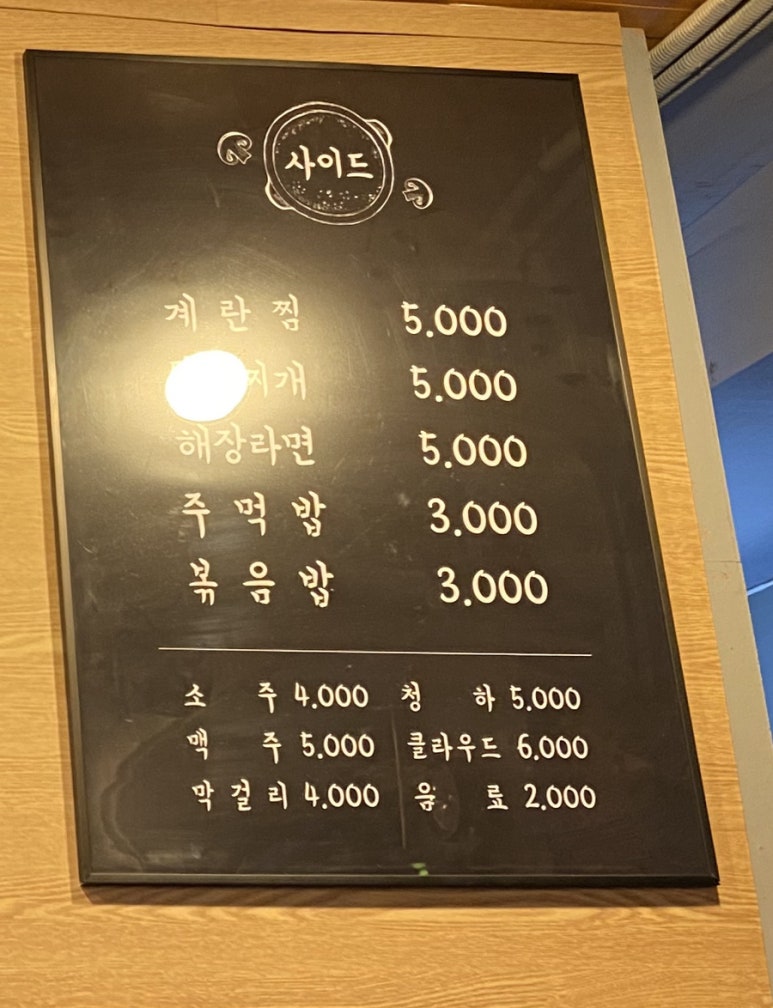 사이드
계란찜 5.000
찌개 5.000
해장라면 5.000
주먹밥 3.000
볶음밥 3.000
소주 4.000 청하 5.000
맥주 5.000 클라우드 6.000
막걸리 4.000 음료 2.000